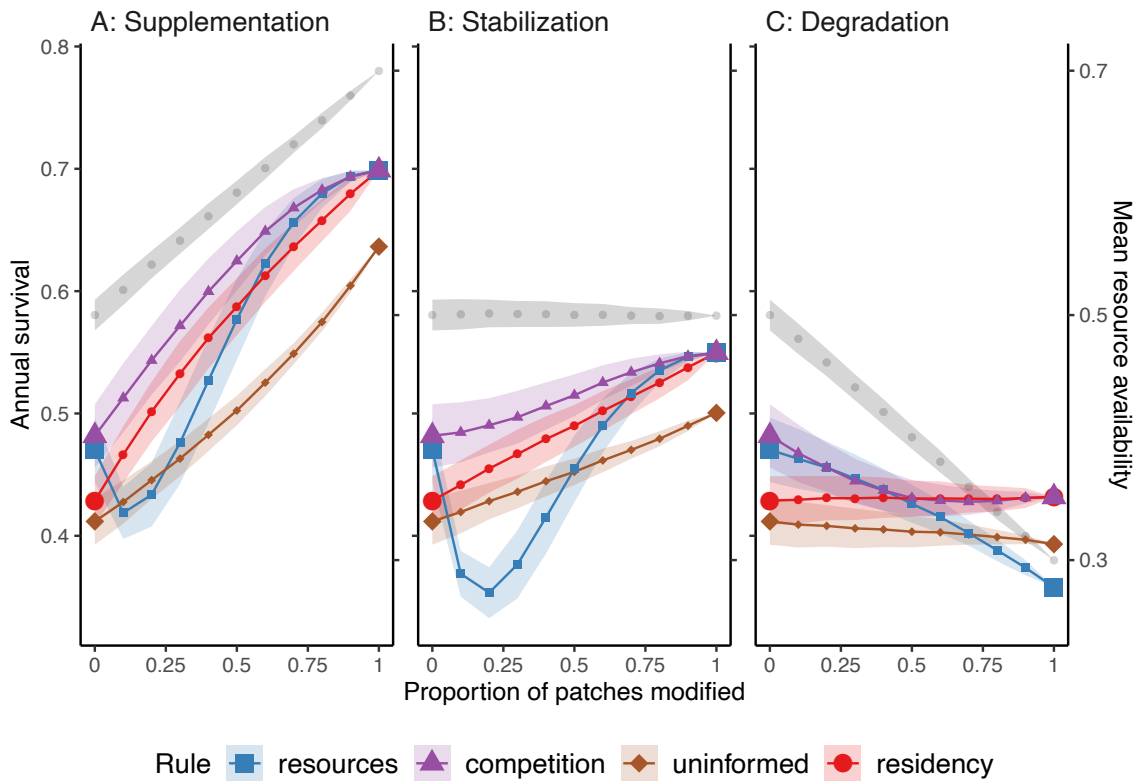 A: Supplementation
B: Stabilization
C: Degradation
0.8
0.7
0.6
0.5
0.4
Annual survival
0.7
0.5
0.3
Mean resource availability
0 0.25 0.5 0.75 1
0 0.25 0.5 0.75 1
0 0.25 0.5 0.75 1
Proportion of patches modified
Rule resources competition uninformed residency